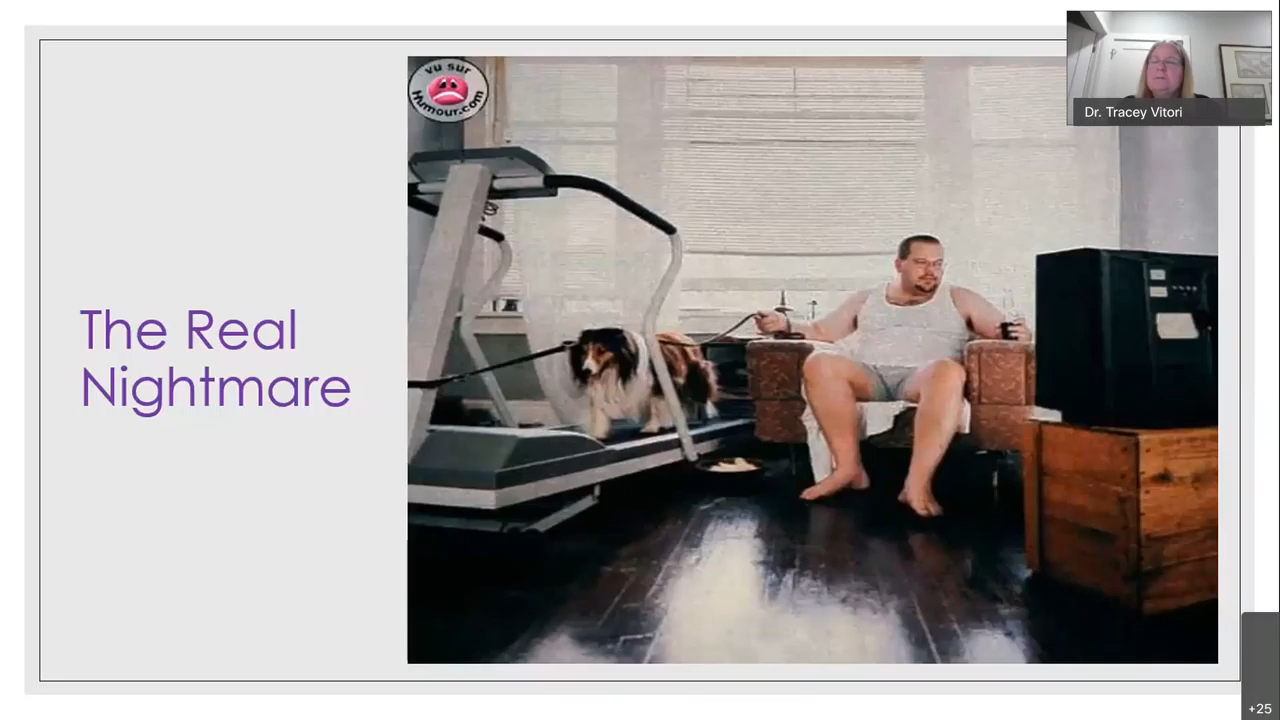 vu sur
Humour.com
Dr. Tracey Vitori
The Real
Nightmare
+25